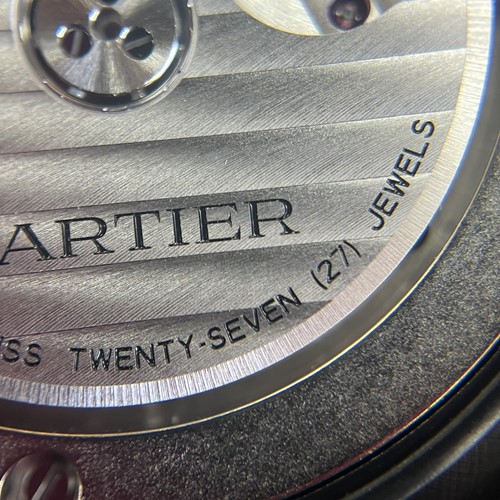 ARTIER
SS TWENTY-SEVEN (27) JEWELS